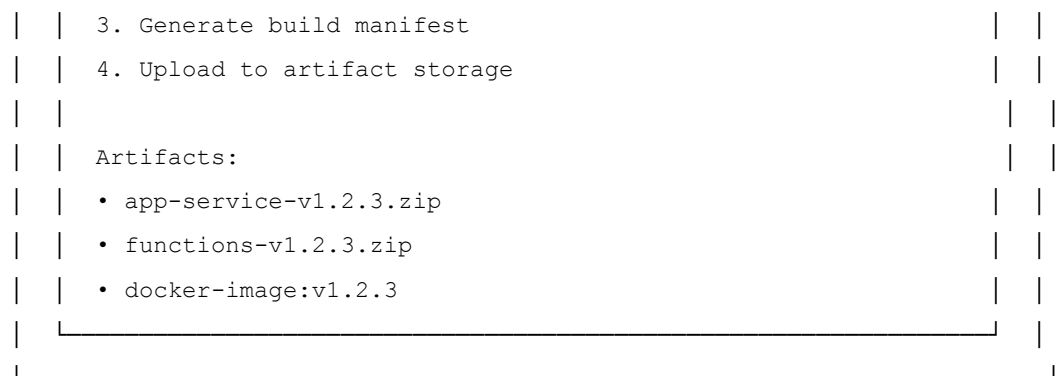 3. Generate build manifest
4. Upload to artifact storage
Artifacts:
• app-service-v1.2.3.zip
• functions-v1.2.3.zip
• docker-image:v1.2.3